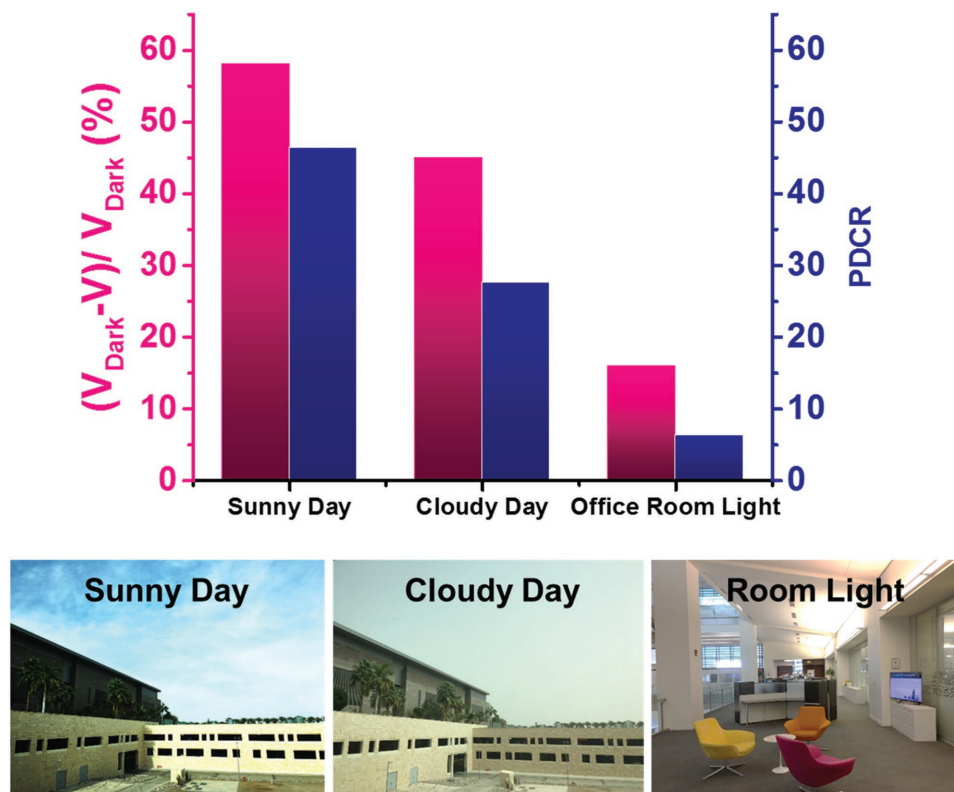 60
50
40
30
20
10
0
(V_Dark-V)/ V_Dark (%)
60
50
40
30
20
10
0
PDCR
Sunny Day
Cloudy Day
Office Room Light
Sunny Day
Cloudy Day
Room Light